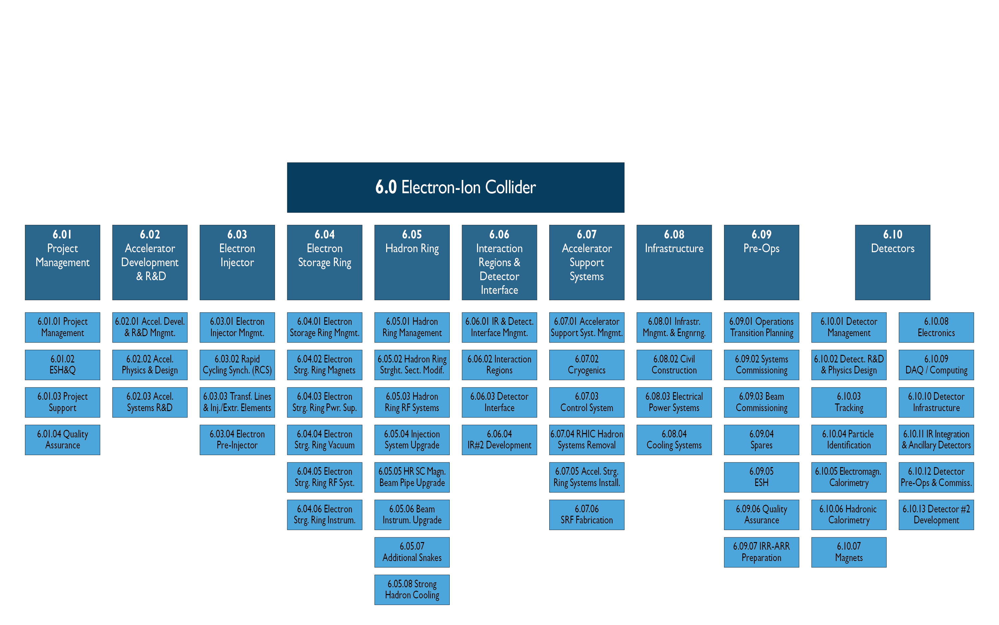 6.0 Electron-Ion Collider
6.01
Project
Management
6.02
Accelerator
Development
& R&D
6.03
Electron
Injector
6.04
Electron
Storage Ring
6.05
Hadron Ring
6.06
Interaction
Regions &
Detector
Interface
6.07
Accelerator
Support
Systems
6.08
Infrastructure
6.09
Pre-Ops
6.10
Detectors
6.01.01 Project
Management
6.01.02
ESH&Q
6.01.03 Project
Support
6.01.04 Quality
Assurance
6.02.01 Accel. Devel.
& R&D Mngmt.
6.02.02 Accel.
Physics & Design
6.02.03 Accel.
Systems R&D
6.03.01 Electron
Injector Mngmt.
6.03.02 Rapid
Cycling Synch. (RCS)
6.03.03 Transf. Lines
& Inj./Extr. Elements
6.03.04 Electron
Pre-Injector
6.04.01 Electron
Storage Ring Mngmt.
6.04.02 Electron
Strg. Ring Magnets
6.04.03 Electron
Strg. Ring Pwr. Sup.
6.04.04 Electron
Strg. Ring Vacuum
6.04.05 Electron
Strg. Ring RF Syst.
6.04.06 Electron
Strg. Ring Instrum.
6.05.01 Hadron
Ring Management
6.05.02 Hadron Ring
Strght. Sect. Modif.
6.05.03 Hadron
Ring RF Systems
6.05.04 Injection
System Upgrade
6.05.05 HR SC Magn.
Beam Pipe Upgrade
6.05.06 Beam
Instrum. Upgrade
6.05.07
Additional Snakes
6.05.08 Strong
Hadron Cooling
6.06.01 IR & Detect.
Interface Mngmt.
6.06.02 Interaction
Regions
6.06.03 Detector
Interface
6.06.04
IR#2 Development
6.07.01 Accelerator
Support Syst. Mngmt.
6.07.02
Cryogenics
6.07.03
Control System
6.07.04 RHIC Hadron
Systems Removal
6.07.05 Accel. Strg.
Ring Systems Install.
6.07.06
SRF Fabrication
6.08.01 Infrastr.
Mngmt. & Engnrng.
6.08.02 Civil
Construction
6.08.03 Electrical
Power Systems
6.08.04
Cooling Systems
6.09.01 Operations
Transition Planning
6.09.02 Systems
Commissioning
6.09.03 Beam
Commissioning
6.09.04
Spares
6.09.05
ESH
6.09.06 Quality
Assurance
6.09.07 IRR-ARR
Preparation
6.10.01 Detector
Management
6.10.02 Detect. R&D
& Physics Design
6.10.03
Tracking
6.10.04 Particle
Identification
6.10.05 Electromagn.
Calorimetry
6.10.06 Hadronic
Calorimetry
6.10.07
Magnets
6.10.08
Electronics
6.10.09
DAQ / Computing
6.10.10 Detector
Infrastructure
6.10.11 IR Integration
& Ancillary Detectors
6.10.12 Detector
Pre-Ops & Commiss.
6.10.13 Detector #2
Development